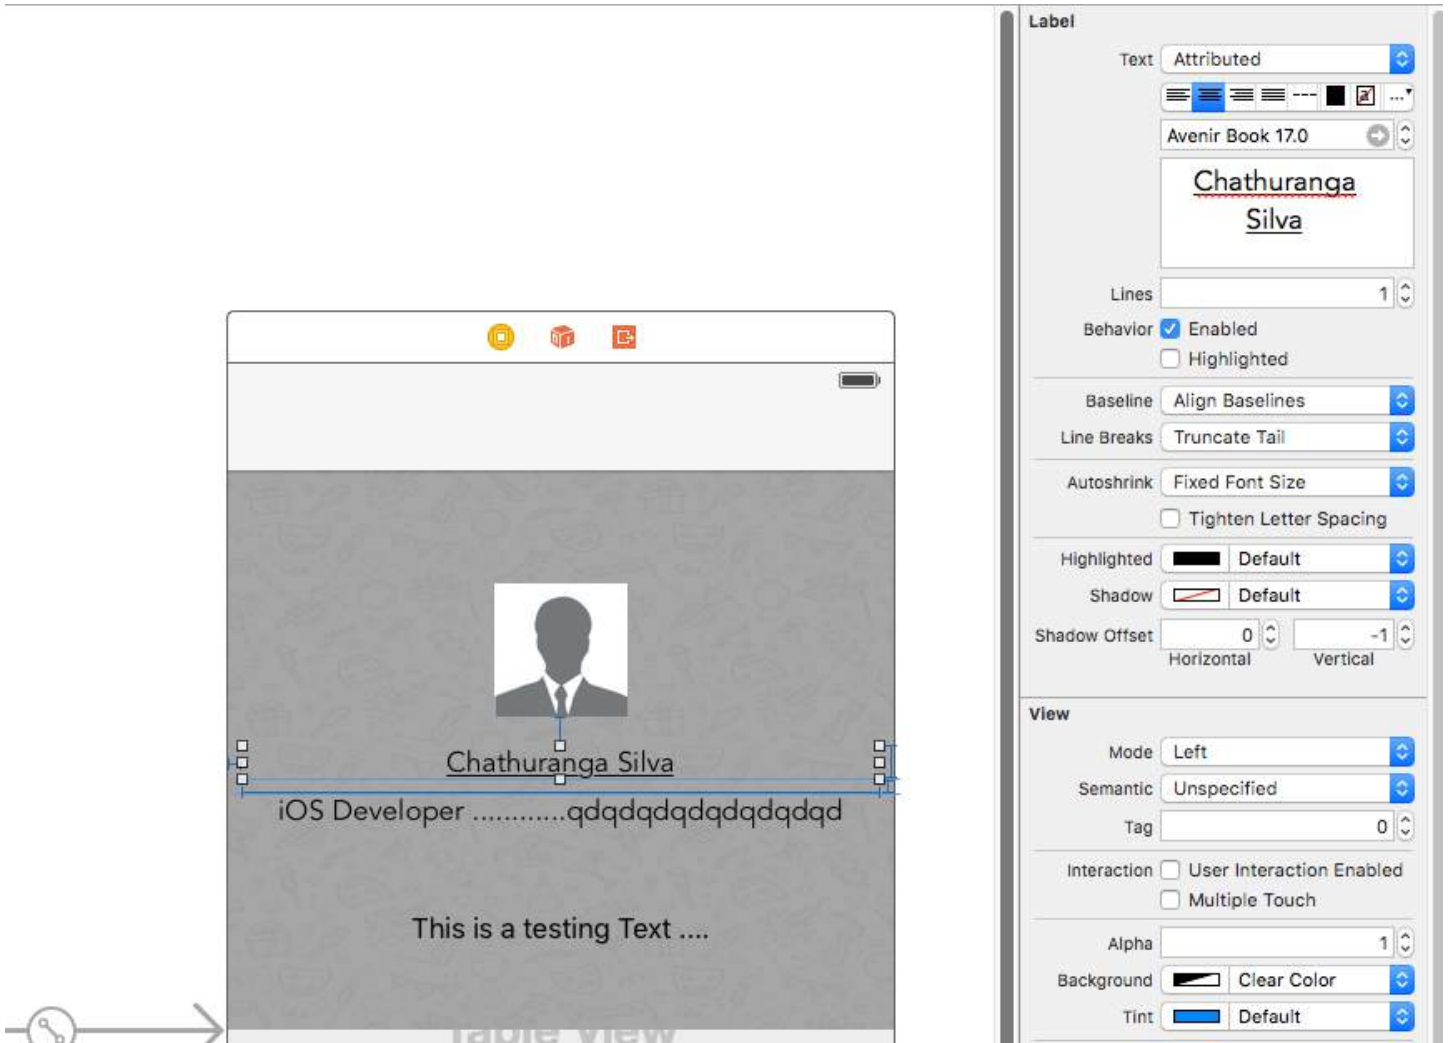 Label
Text Attributed
a ...
Avenir Book 17.0
Chathuranga
Silva
Lines 1
Behavior Enabled
Highlighted
Baseline Align Baselines
Line Breaks Truncate Tail
Autoshrink Fixed Font Size
Tighten Letter Spacing
Highlighted Default
Shadow Default
Shadow Offset 0 -1
Horizontal Vertical
View
Mode Left
Semantic Unspecified
Tag 0
Interaction User Interaction Enabled
Multiple Touch
Alpha 1
Background Clear Color
Tint Default
Chathuranga Silva
iOS Developer ............qdqdqdqdqdqdqdqd
This is a testing Text ....
Table View